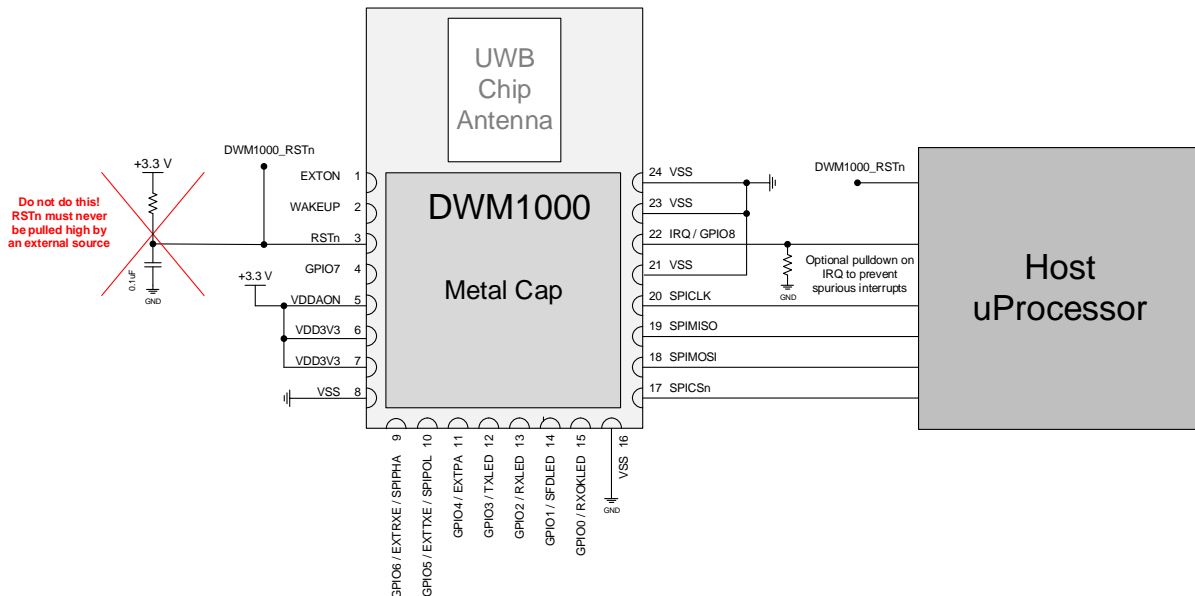 UWB
Chip
Antenna
DWM1000
Metal Cap
DWM1000_RSTn
+3.3 V
Do not do this!
RSTn must never
be pulled high by
an external source
0.1uF
GND
+3.3 V
EXTON 1
WAKEUP 2
RSTn 3
GPIO7 4
VDDAON 5
VDD3V3 6
VDD3V3 7
VSS 8
GPIO6 / EXTRXE / SPIPHA 9
GPIO5 / EXTTXE / SPIPOL 10
GPIO4 / EXTPA 11
GPIO3 / TXLED 12
GPIO2 / RXLED 13
GPIO1 / SFDLED 14
GPIO0 / RXOKLED 15
VSS 16
GND
24 VSS
23 VSS
22 IRQ / GPIO8
21 VSS
20 SPICLK
19 SPIMISO
18 SPIMOSI
17 SPICSn
Optional pulldown on
IRQ to prevent
spurious interrupts
GND
DWM1000_RSTn
Host
uProcessor